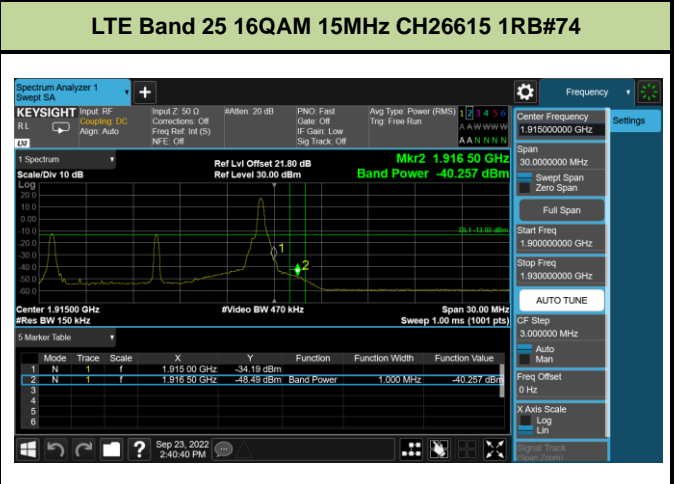 LTE Band 25 16QAM 15MHz CH26615 1RB#74
Spectrum Analyzer 1
Swept SA
Frequency
KEYSIGHT
RL
LXI
Input: RF
Coupling: DC
Align: Auto
Input Z: 50 Ω
Corrections: Off
Freq Ref: Int (S)
NFE: Off
#Atten: 20 dB
PNO: Fast
Gate: Off
IF Gain: Low
Sig Track: Off
Avg Type: Power (RMS)
Trig: Free Run
1 2 3 4 5 6
A A W W W W
A A N N N N
1 Spectrum
Scale/Div 10 dB
Log
Ref Lvl Offset 21.80 dB
Ref Level 30.00 dBm
Mkr2 1.916 50 GHz
Band Power -40.257 dBm
20.0
10.0
0.00
-10.0
-20.0
-30.0
-40.0
-50.0
-60.0
DL1 -13.00 dBm
1
2
Center 1.91500 GHz
#Res BW 150 kHz
#Video BW 470 kHz
Span 30.00 MHz
Sweep 1.00 ms (1001 pts)
5 Marker Table
Mode Trace Scale X Y Function Function Width Function Value
1 N 1 f 1.915 00 GHz -34.19 dBm
2 N 1 f 1.916 50 GHz -48.49 dBm Band Power 1.000 MHz -40.257 dBm
3
4
5
6
Sep 23, 2022
2:40:40 PM
Settings
Center Frequency
1.915000000 GHz
Span
30.0000000 MHz
Swept Span
Zero Span
Full Span
Start Freq
1.900000000 GHz
Stop Freq
1.930000000 GHz
AUTO TUNE
CF Step
3.000000 MHz
Auto
Man
Freq Offset
0 Hz
X Axis Scale
Log
Lin
Signal Track
(Span Zoom)